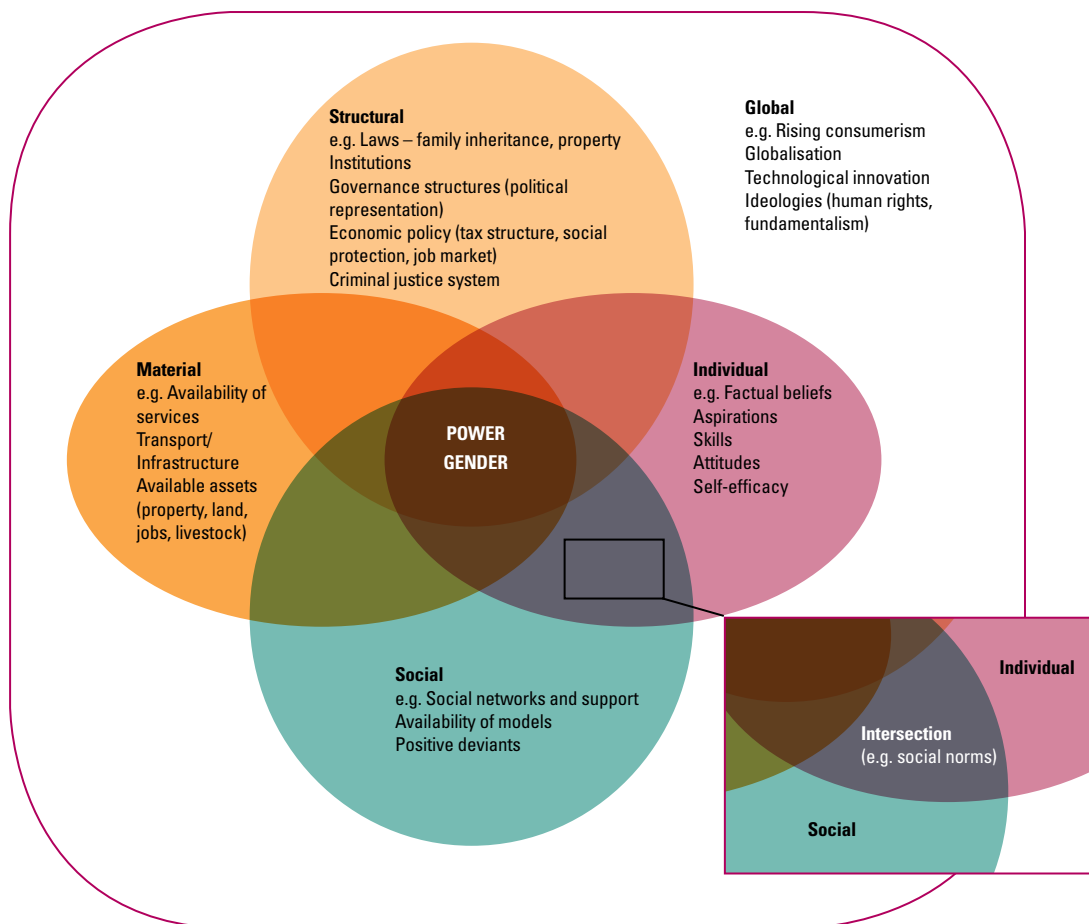 Structural
e.g. Laws – family inheritance, property
Institutions
Governance structures (political
representation)
Economic policy (tax structure, social
protection, job market)
Criminal justice system
Global
e.g. Rising consumerism
Globalisation
Technological innovation
Ideologies (human rights,
fundamentalism)
Material
e.g. Availability of
services
Transport/
Infrastructure
Available assets
(property, land,
jobs, livestock)
POWER
GENDER
Individual
e.g. Factual beliefs
Aspirations
Skills
Attitudes
Self-efficacy
Social
e.g. Social networks and support
Availability of models
Positive deviants
Individual
Intersection
(e.g. social norms)
Social